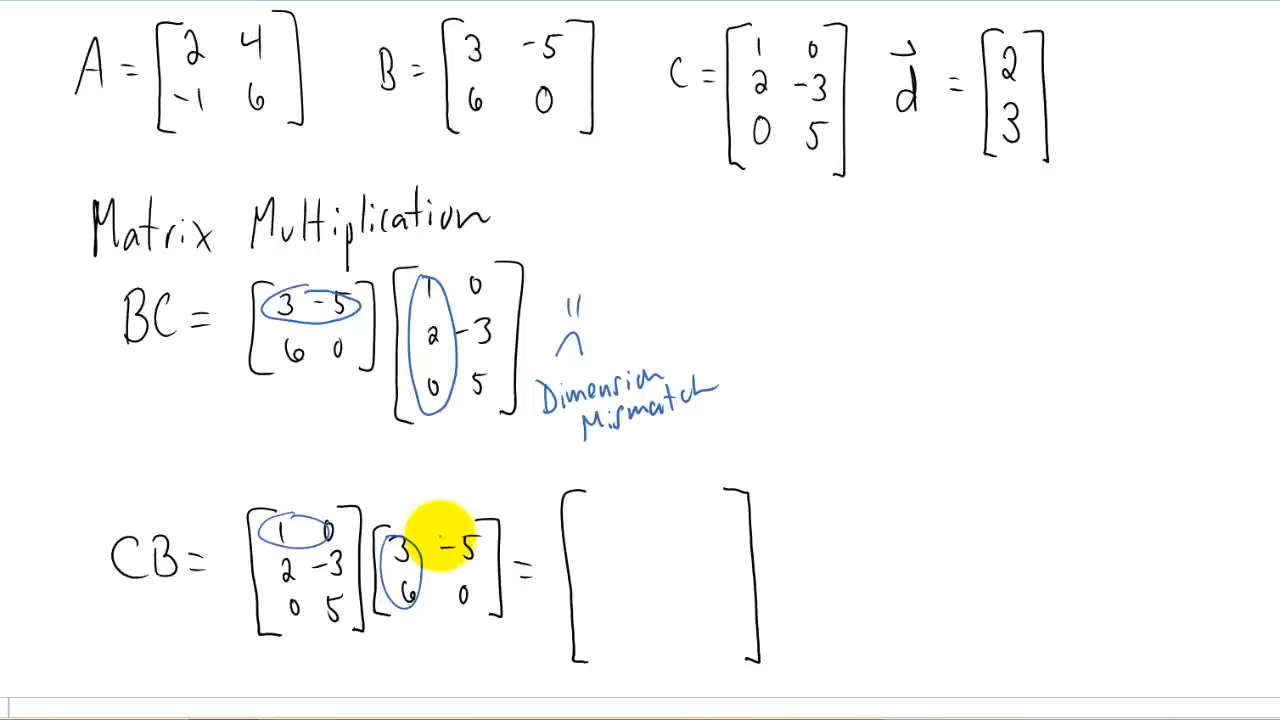 A = [2 4; -1 6] B = [3 -5; 6 0] C = [1 0; 2 -3; 0 5] d⃗ = [2; 3]
Matrix Multiplication
BC = [3 -5; 6 0] [1 0; 2 -3; 0 5]
Dimension
Mismatch
CB = [1 0; 2 -3; 0 5] [3 -5; 6 0] = [ ]